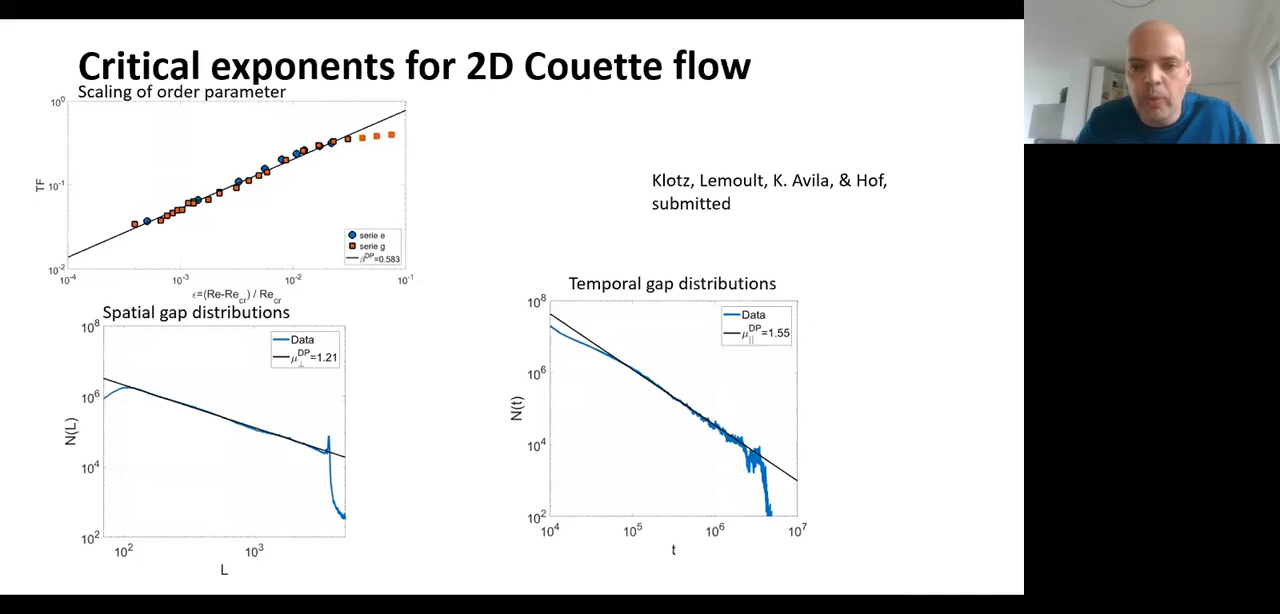 Critical exponents for 2D Couette flow
Scaling of order parameter
10^0
10^-1
10^-2
TF
10^-4
10^-3
10^-2
10^-1
ϵ=(Re-Re_cr) / Re_cr
serie e
serie g
β^DP=0.583
Klotz, Lemoult, K. Avila, & Hof,
submitted
Spatial gap distributions
10^8
10^6
10^4
10^2
N(L)
10^2
10^3
L
Data
μ_⊥^DP=1.21
Temporal gap distributions
10^8
10^6
10^4
10^2
N(t)
10^4
10^5
10^6
10^7
t
Data
μ_||^DP=1.55